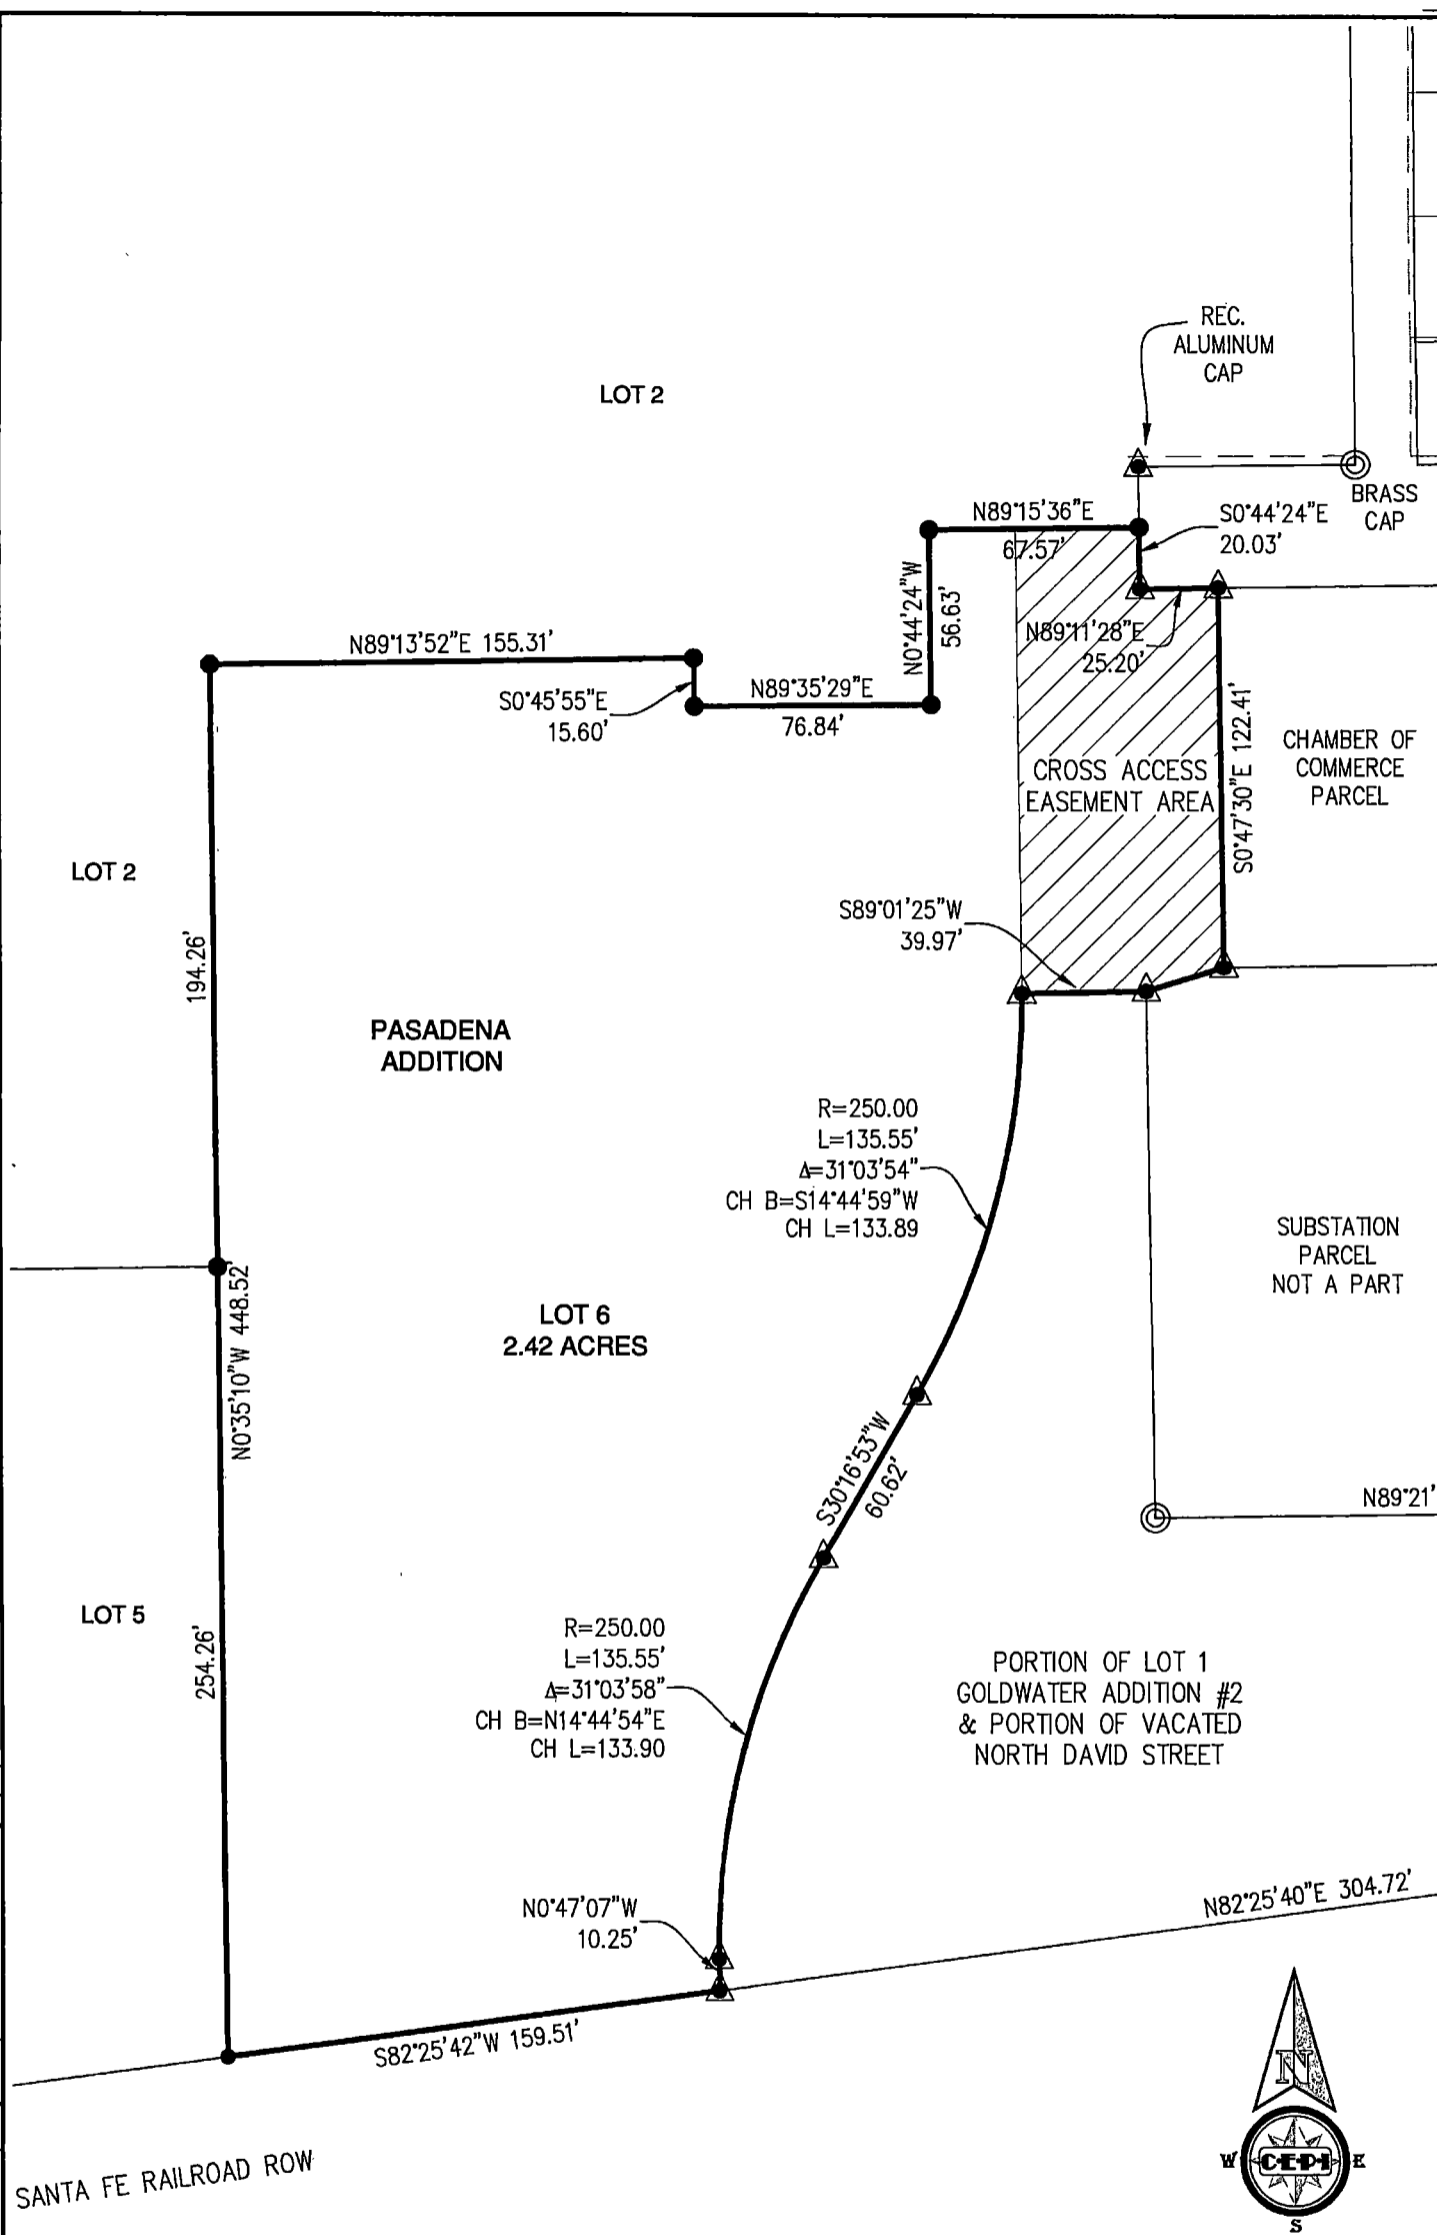 REC.
ALUMINUM
CAP
LOT 2
BRASS
CAP
N89°15'36"E
67.57'
S0°44'24"E
20.03'
N0°44'24"W
56.63'
N89°11'28"E
25.20'
N89°13'52"E 155.31'
S0°45'55"E
15.60'
N89°35'29"E
76.84'
CROSS ACCESS
EASEMENT AREA
S0°47'30"E 122.41'
CHAMBER OF
COMMERCE
PARCEL
LOT 2
S89°01'25"W
39.97'
194.26'
PASADENA
ADDITION
R=250.00
L=135.55'
Δ=31°03'54"
CH B=S14°44'59"W
CH L=133.89
SUBSTATION
PARCEL
NOT A PART
N0°35'10"W 448.52'
LOT 6
2.42 ACRES
S30°16'53"W
60.62'
N89°21'
LOT 5
254.26'
R=250.00
L=135.55'
Δ=31°03'58"
CH B=N14°44'54"E
CH L=133.90
PORTION OF LOT 1
GOLDWATER ADDITION #2
& PORTION OF VACATED
NORTH DAVID STREET
N0°47'07"W
10.25'
N82°25'40"E 304.72'
S82°25'42"W 159.51'
SANTA FE RAILROAD ROW
N
W C·E·P·I E
S